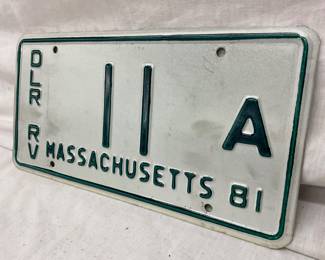 DLR RV
11 A
MASSACHUSETTS 81